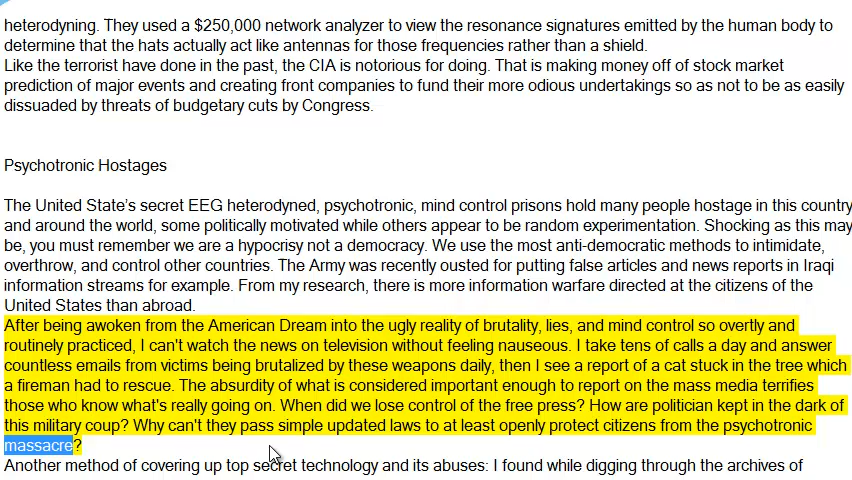 heterodyning. They used a $250,000 network analyzer to view the resonance signatures emitted by the human body to
determine that the hats actually act like antennas for those frequencies rather than a shield.
Like the terrorist have done in the past, the CIA is notorious for doing. That is making money off of stock market
prediction of major events and creating front companies to fund their more odious undertakings so as not to be as easily
dissuaded by threats of budgetary cuts by Congress.
Psychotronic Hostages
The United State's secret EEG heterodyned, psychotronic, mind control prisons hold many people hostage in this country
and around the world, some politically motivated while others appear to be random experimentation. Shocking as this may
be, you must remember we are a hypocrisy not a democracy. We use the most anti-democratic methods to intimidate,
overthrow, and control other countries. The Army was recently ousted for putting false articles and news reports in Iraqi
information streams for example. From my research, there is more information warfare directed at the citizens of the
United States than abroad.
After being awoken from the American Dream into the ugly reality of brutality, lies, and mind control so overtly and
routinely practiced, I can't watch the news on television without feeling nauseous. I take tens of calls a day and answer
countless emails from victims being brutalized by these weapons daily, then I see a report of a cat stuck in the tree which
a fireman had to rescue. The absurdity of what is considered important enough to report on the mass media terrifies
those who know what's really going on. When did we lose control of the free press? How are politician kept in the dark of
this military coup? Why can't they pass simple updated laws to at least openly protect citizens from the psychotronic
massacre?
Another method of covering up top secret technology and its abuses: I found while digging through the archives of